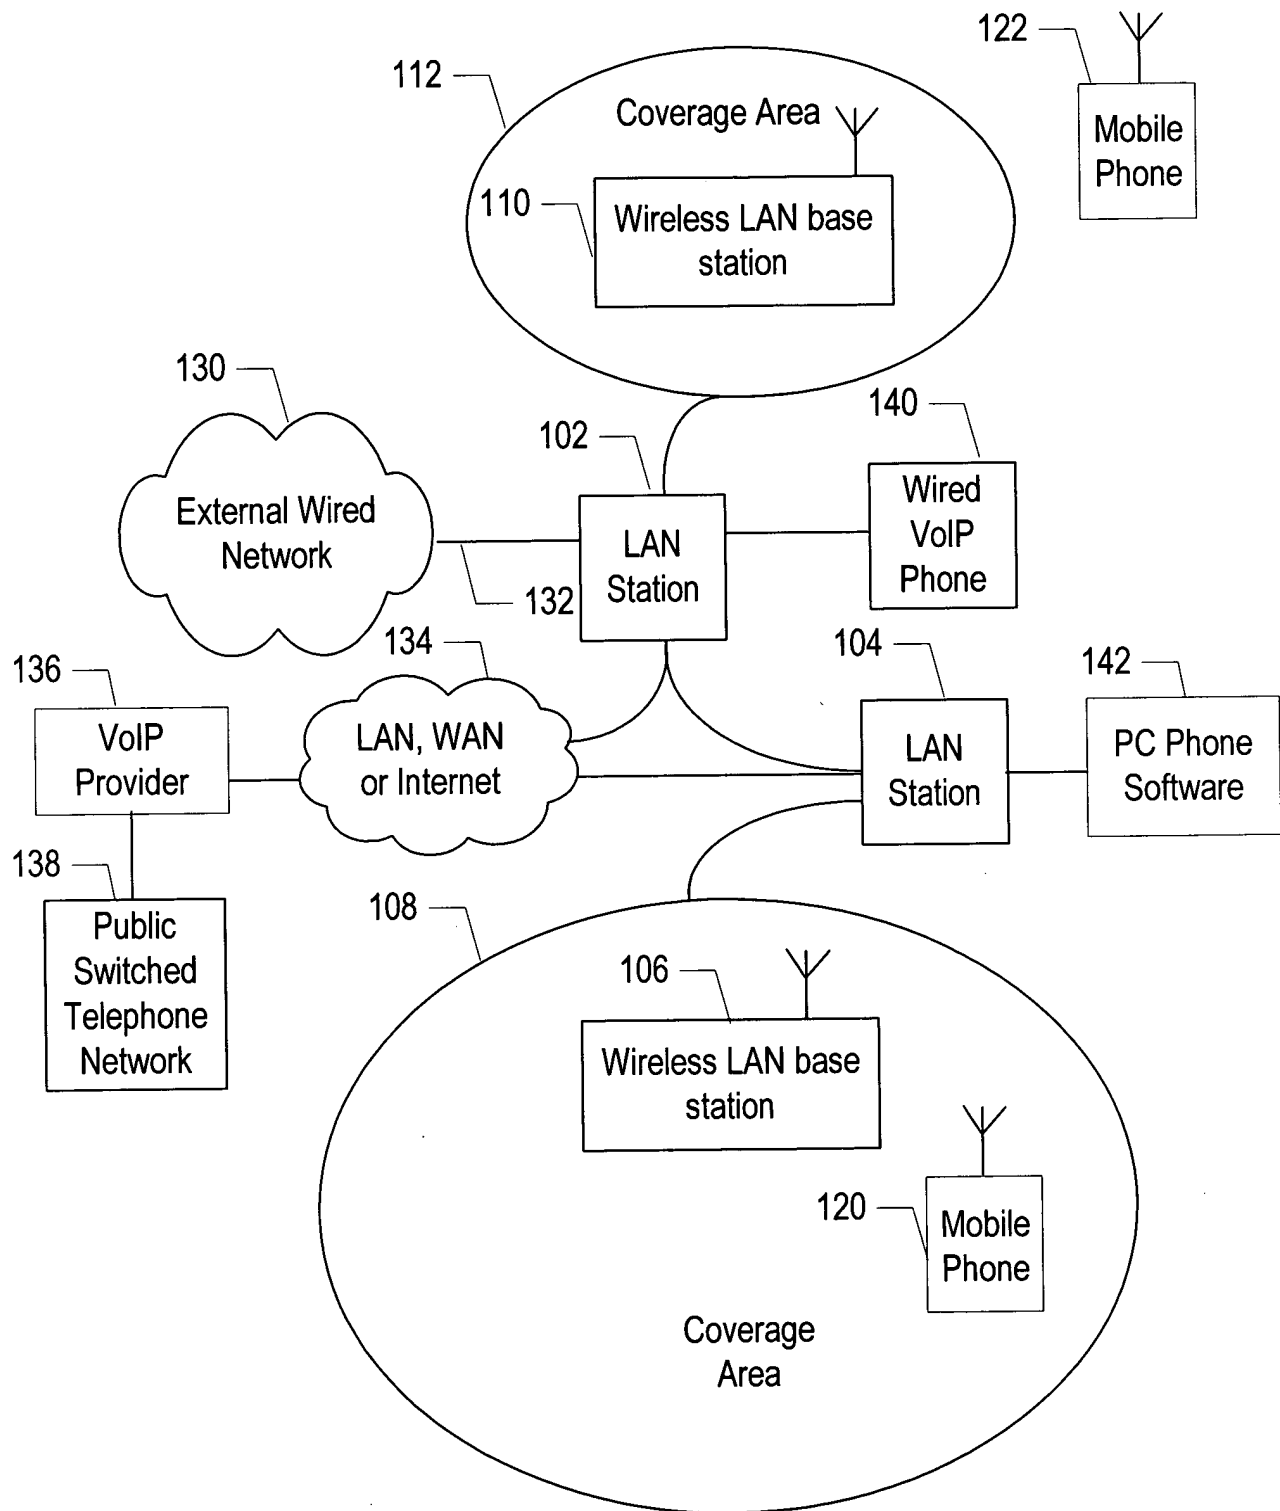 122
112
Coverage Area
Mobile
Phone
110
Wireless LAN base
station
130
140
102
External Wired
Network
LAN
Station
Wired
VoIP
Phone
132
134
104
136
142
VoIP
Provider
LAN, WAN
or Internet
LAN
Station
PC Phone
Software
138
108
Public
Switched
Telephone
Network
106
Wireless LAN base
station
120
Mobile
Phone
Coverage
Area